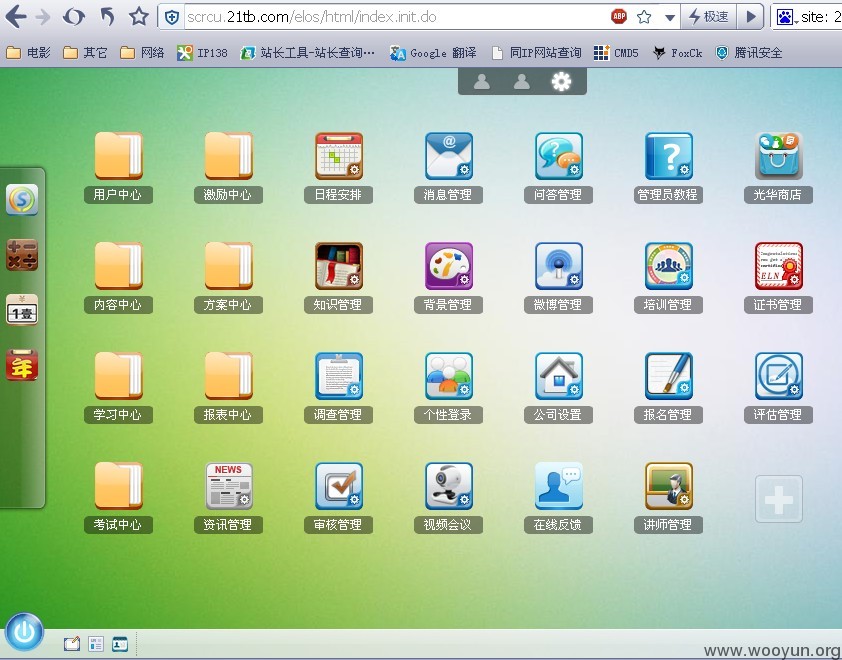 scrcu.21tb.com/elos/html/index.init.do ABP 极速 site: 2
电影 其它 网络 IP138 站长工具-站长查询… Google 翻译 同IP网站查询 CMD5 FoxCk 腾讯安全
用户中心 激励中心 日程安排 消息管理 问答管理 管理员教程 光华商店
Congratulations
ELN
内容中心 方案中心 知识管理 背景管理 微博管理 培训管理 证书管理
1壹
年
学习中心 报表中心 调查管理 个性登录 公司设置 报名管理 评估管理
NEWS
考试中心 资讯管理 审核管理 视频会议 在线反馈 讲师管理
www.wooyun.org